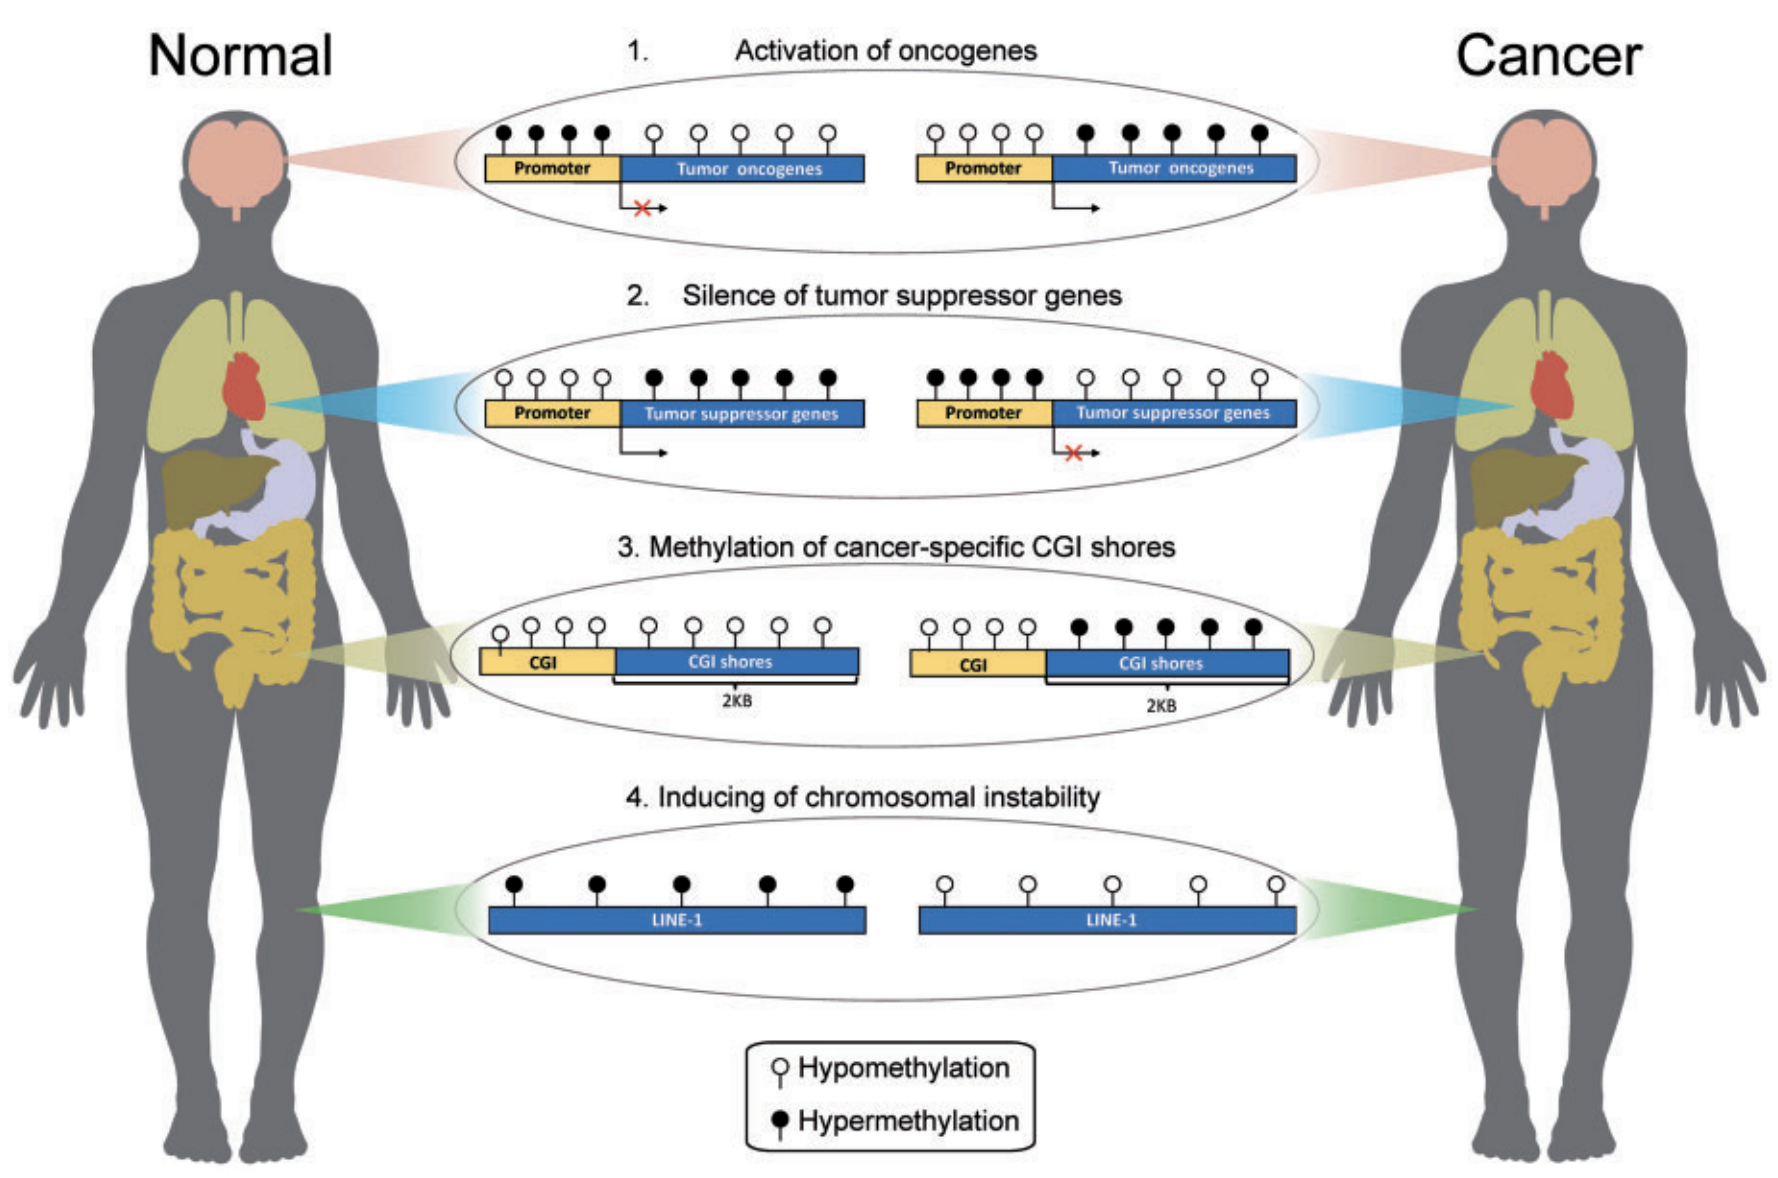 Normal
Cancer
1. Activation of oncogenes
Promoter Tumor oncogenes
Promoter Tumor oncogenes
2. Silence of tumor suppressor genes
Promoter Tumor suppressor genes
Promoter Tumor suppressor genes
3. Methylation of cancer-specific CGI shores
CGI CGI shores
2KB
CGI CGI shores
2KB
4. Inducing of chromosomal instability
LINE-1
LINE-1
Hypomethylation
Hypermethylation